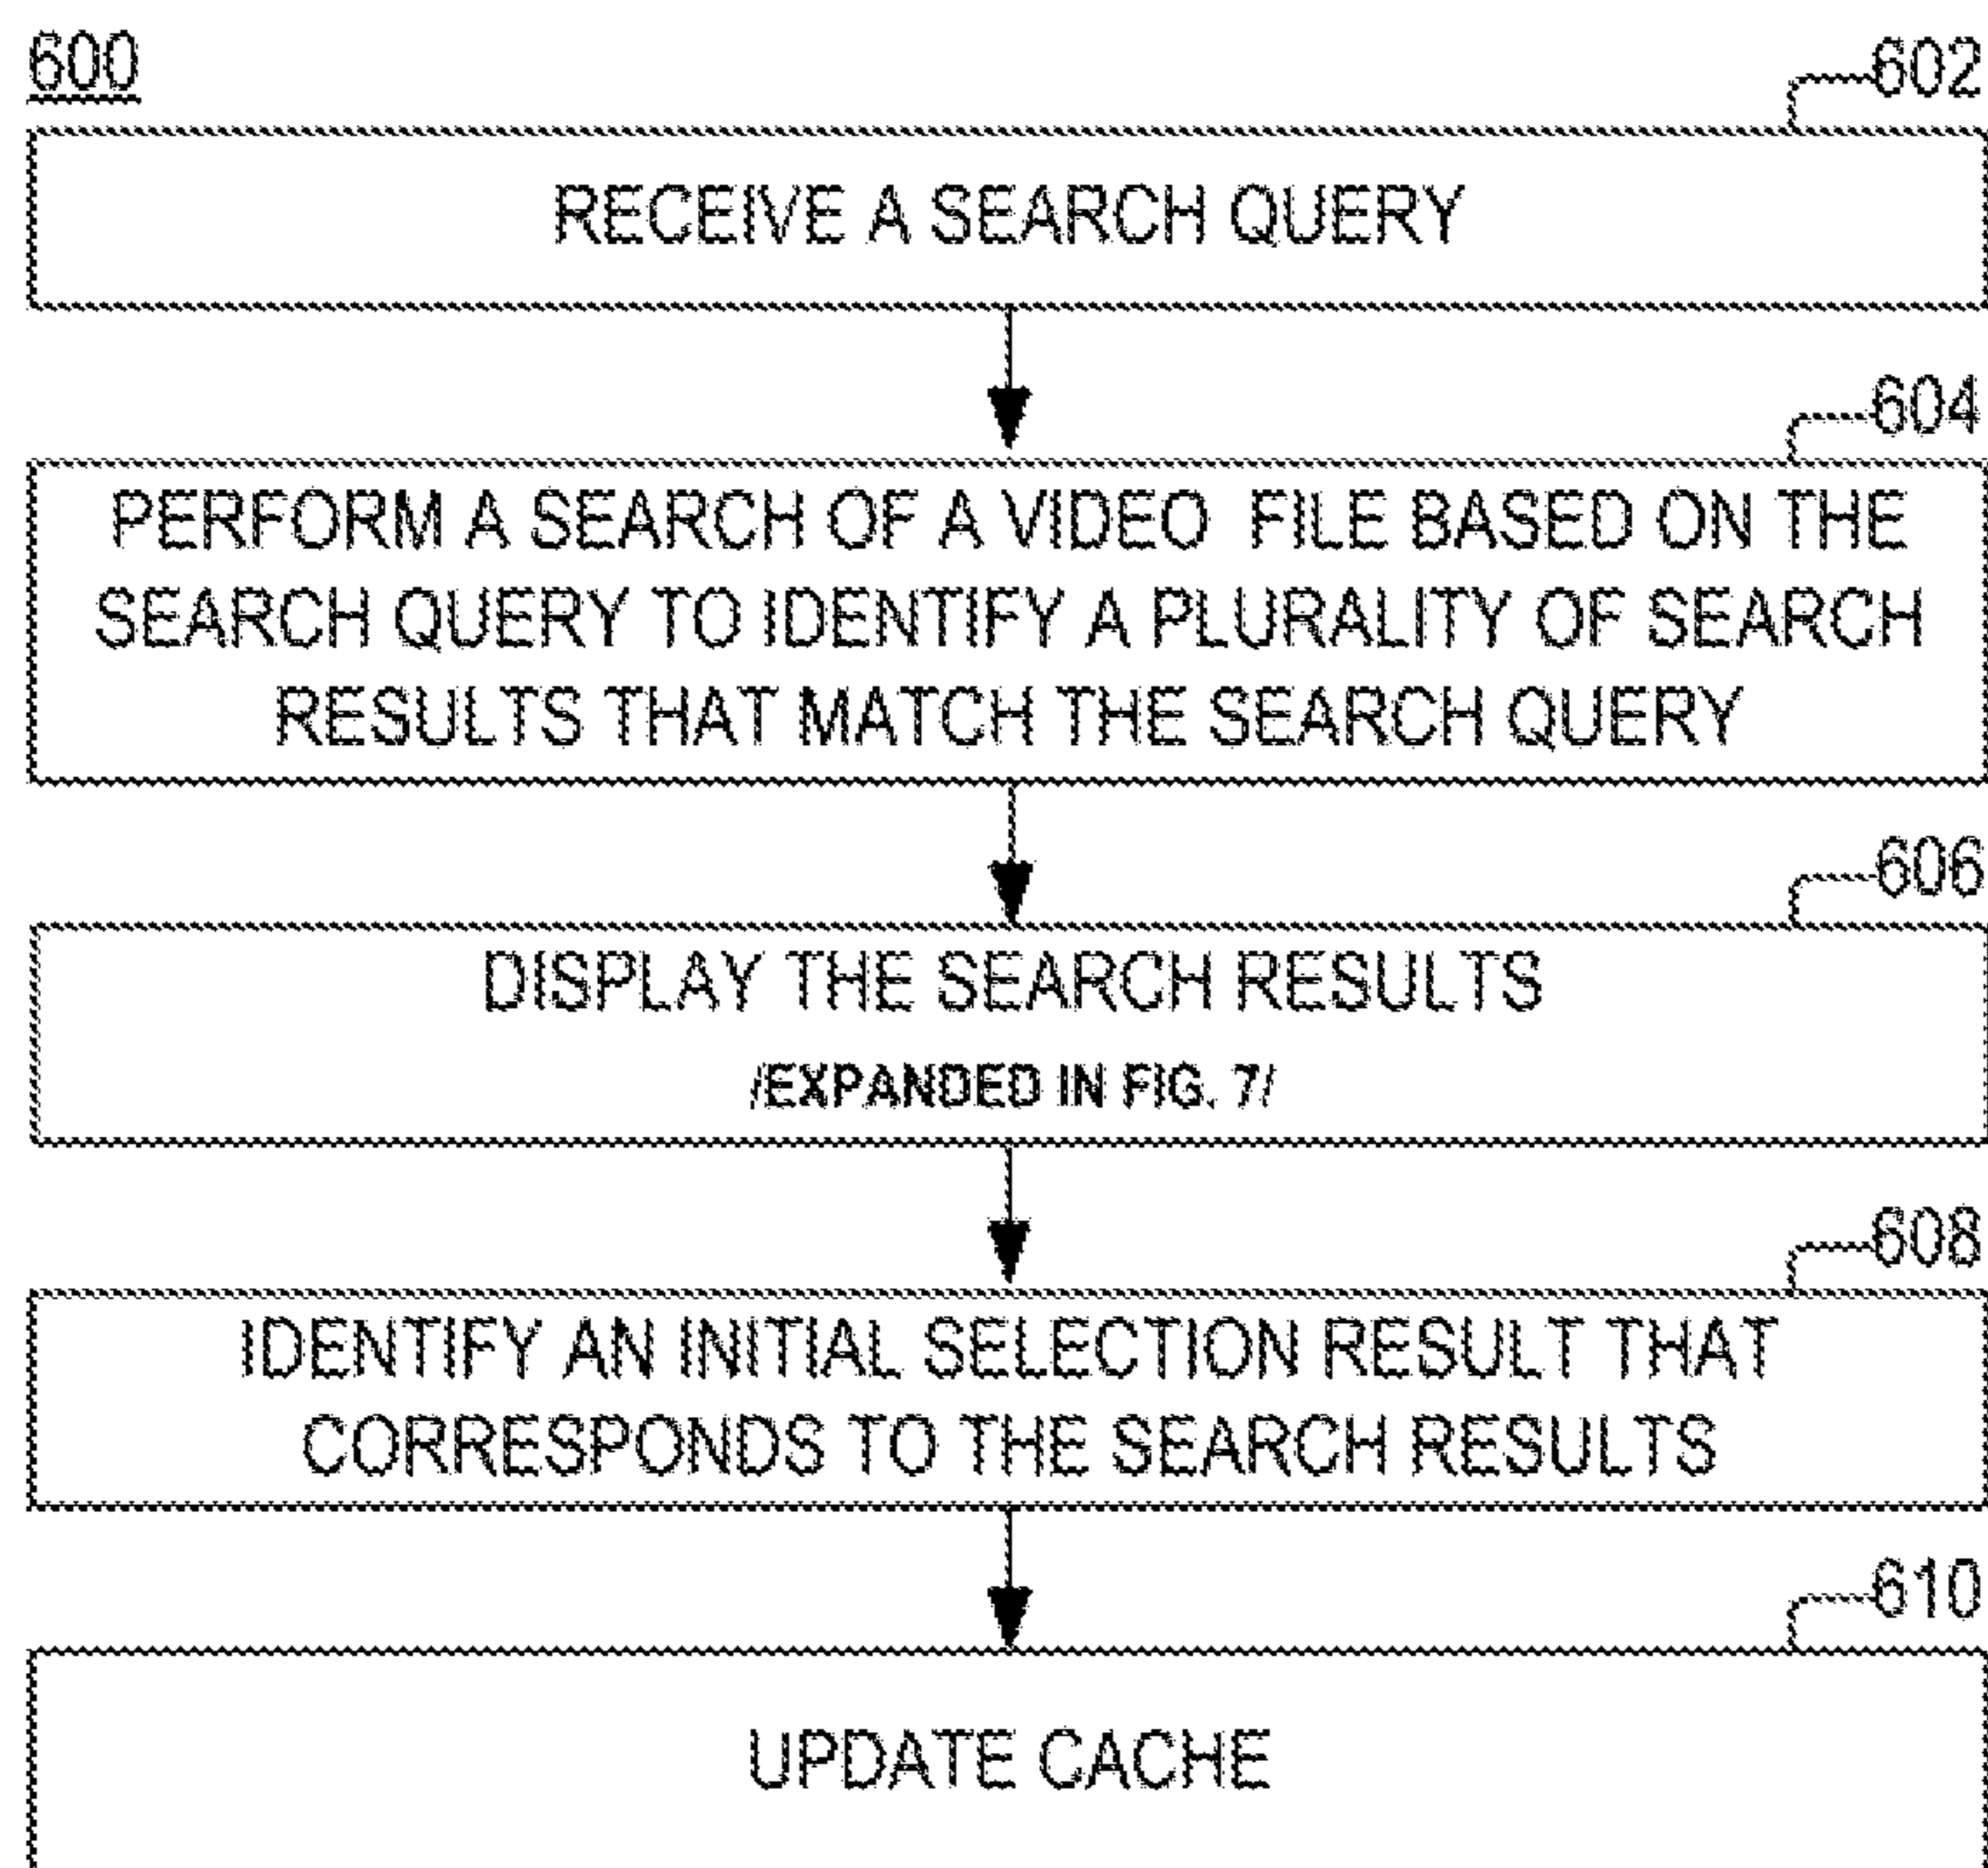 600
602
RECEIVE A SEARCH QUERY
604
PERFORM A SEARCH OF A VIDEO FILE BASED ON THE
SEARCH QUERY TO IDENTIFY A PLURALITY OF SEARCH
RESULTS THAT MATCH THE SEARCH QUERY
606
DISPLAY THE SEARCH RESULTS
/EXPANDED IN FIG. 7/
608
IDENTIFY AN INITIAL SELECTION RESULT THAT
CORRESPONDS TO THE SEARCH RESULTS
610
UPDATE CACHE